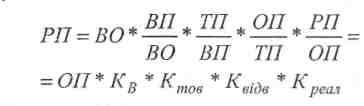 РП = ВО * ВП/ВО * ТП/ВП * ОП/ТП * РП/ОП =
= ОП * К_В * К_тов * К_відв * К_реал